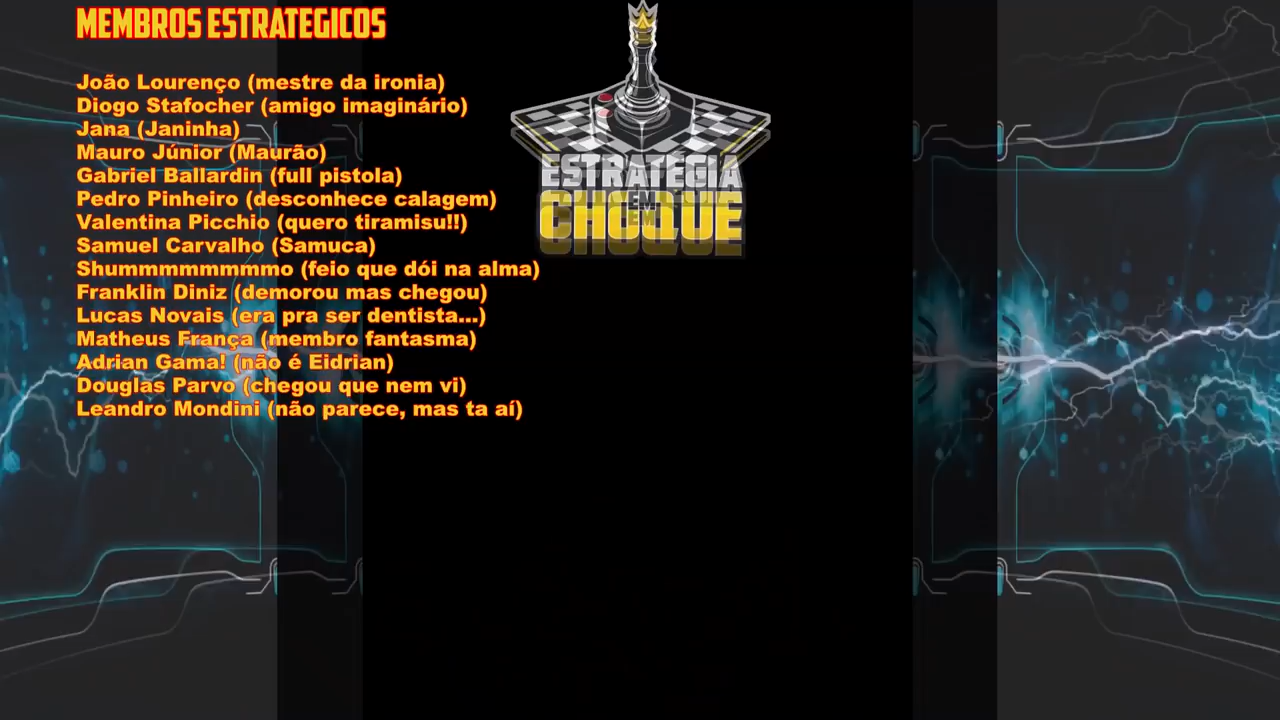 MEMBROS ESTRATEGICOS
João Lourenço (mestre da ironia)
Diogo Stafocher (amigo imaginário)
Jana (Janinha)
Mauro Júnior (Maurão)
Gabriel Ballardin (full pistola)
Pedro Pinheiro (desconhece calagem)
Valentina Picchio (quero tiramisu!!)
Samuel Carvalho (Samuca)
Shummmmmmmmo (feio que dói na alma)
Franklin Diniz (demorou mas chegou)
Lucas Novais (era pra ser dentista...)
Matheus França (membro fantasma)
Adrian Gama! (não é Eidrian)
Douglas Parvo (chegou que nem vi)
Leandro Mondini (não parece, mas ta aí)
ESTRATEGIA
EM
CHOQUE